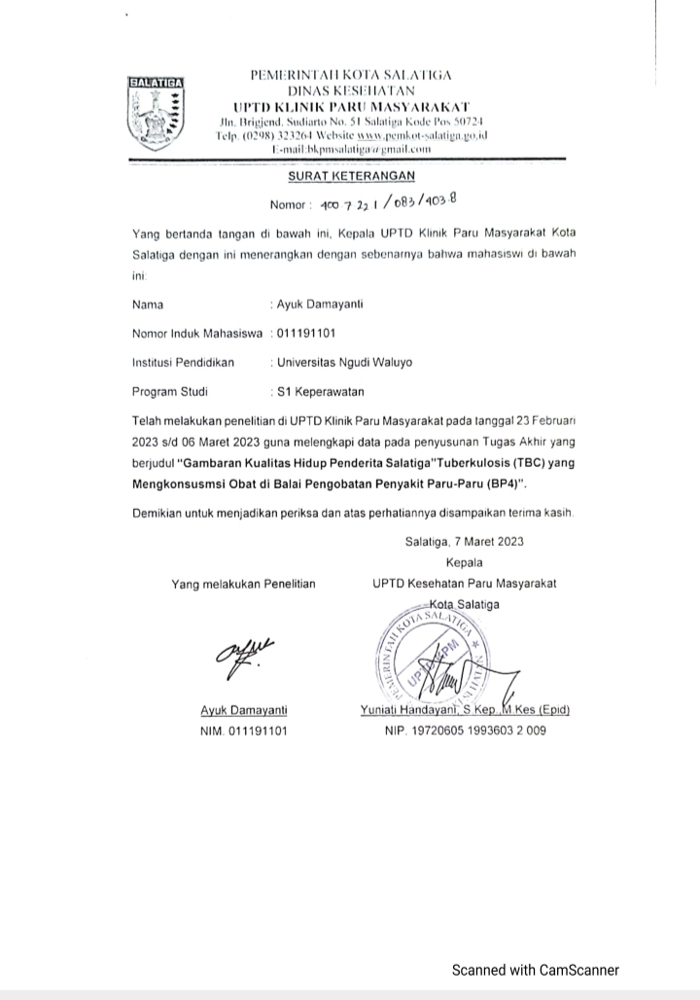 SALATIGA
PEMERINTAH KOTA SALATIGA
DINAS KESEHATAN
UPTD KLINIK PARU MASYARAKAT
Jln. Brigjend. Sudiarto No. 51 Salatiga Kode Pos 50724
Telp. (0298) 323264 Website www.pemkot-salatiga.go.id
E-mail:bkpmsalatiga@gmail.com
SURAT KETERANGAN
Nomor : 400 7 22 1 / 083 / 403.8
Yang bertanda tangan di bawah ini, Kepala UPTD Klinik Paru Masyarakat Kota
Salatiga dengan ini menerangkan dengan sebenarnya bahwa mahasiswi di bawah
ini:
Nama : Ayuk Damayanti
Nomor Induk Mahasiswa : 011191101
Institusi Pendidikan : Universitas Ngudi Waluyo
Program Studi : S1 Keperawatan
Telah melakukan penelitian di UPTD Klinik Paru Masyarakat pada tanggal 23 Februari
2023 s/d 06 Maret 2023 guna melengkapi data pada penyusunan Tugas Akhir yang
berjudul "Gambaran Kualitas Hidup Penderita Salatiga"Tuberkulosis (TBC) yang
Mengkonsusmsi Obat di Balai Pengobatan Penyakit Paru-Paru (BP4)".
Demikian untuk menjadikan periksa dan atas perhatiannya disampaikan terima kasih.
Salatiga, 7 Maret 2023
Kepala
Yang melakukan Penelitian UPTD Kesehatan Paru Masyarakat
Kota Salatiga
PEMERINTAH KOTA SALATIGA
Ayuk Damayanti Yuniati Handayani, S.Kep.,M.Kes (Epid)
NIM. 011191101 NIP. 19720605 1993603 2 009
Scanned with CamScanner